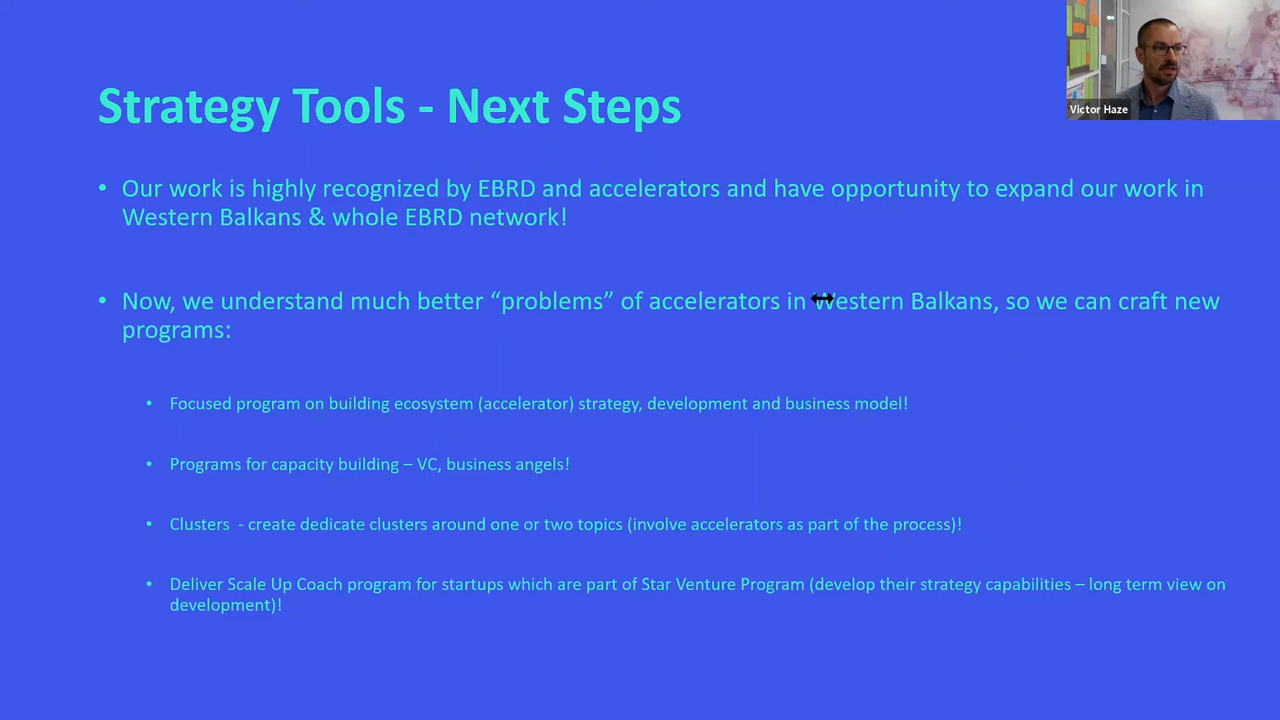 Victor Haze
Strategy Tools - Next Steps
• Our work is highly recognized by EBRD and accelerators and have opportunity to expand our work in
Western Balkans & whole EBRD network!
• Now, we understand much better “problems” of accelerators in Western Balkans, so we can craft new
programs:
• Focused program on building ecosystem (accelerator) strategy, development and business model!
• Programs for capacity building – VC, business angels!
• Clusters  - create dedicate clusters around one or two topics (involve accelerators as part of the process)!
• Deliver Scale Up Coach program for startups which are part of Star Venture Program (develop their strategy capabilities – long term view on
development)!